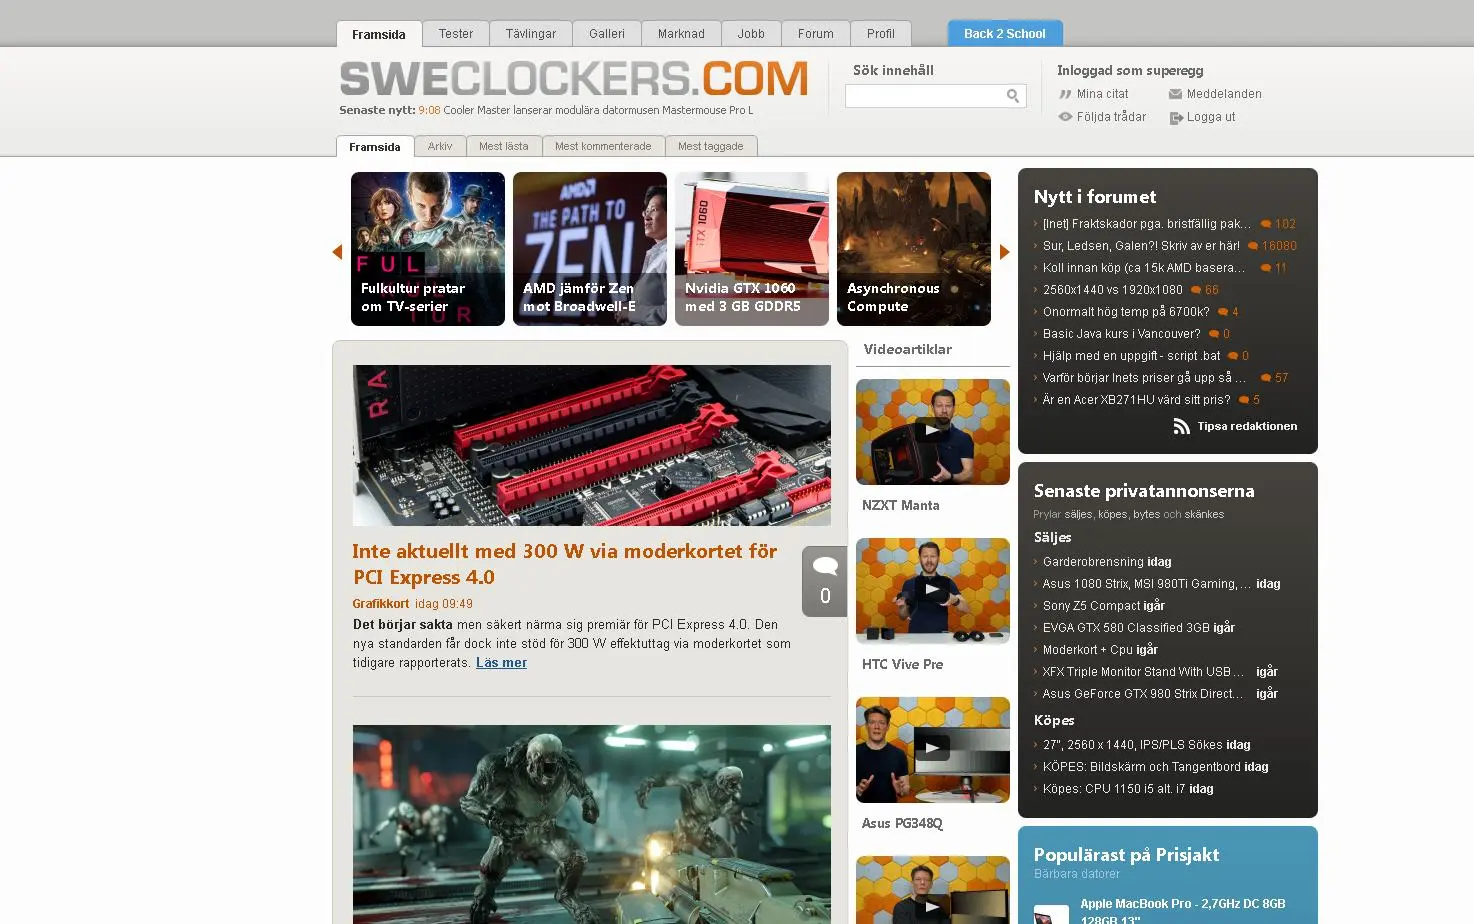 Framsida
Tester
Tävlingar
Galleri
Marknad
Jobb
Forum
Profil
Back 2 School
SWECLOCKERS.COM
Senaste nytt: 9:08 Cooler Master lanserar modulära datormusen Mastermouse Pro L
Sök innehåll
Inloggad som superegg
Mina citat
Meddelanden
Följda trådar
Logga ut
Framsida
Arkiv
Mest lästa
Mest kommenterade
Mest taggade
FUL
TUR
Fulkultur pratar
om TV-serier
AMD
THE PATH TO
ZEN
AMD jämför Zen
mot Broadwell-E
GTX 1060
Nvidia GTX 1060
med 3 GB GDDR5
Asynchronous
Compute
RA
Inte aktuellt med 300 W via moderkortet för
PCI Express 4.0
0
Grafikkort idag 09:49
Det börjar sakta men säkert närma sig premiär för PCI Express 4.0. Den
nya standarden får dock inte stöd för 300 W effektuttag via moderkortet som
tidigare rapporterats. Läs mer
Videoartiklar
NZXT Manta
HTC Vive Pre
Asus PG348Q
Nytt i forumet
[Inet] Fraktskador pga. bristfällig pak... 102
Sur, Ledsen, Galen?! Skriv av er här! 16080
Koll innan köp (ca 15k AMD basera... 11
2560x1440 vs 1920x1080 66
Onormalt hög temp på 6700k? 4
Basic Java kurs i Vancouver? 0
Hjälp med en uppgift - script .bat 0
Varför börjar Inets priser gå upp så ... 57
Är en Acer XB271HU värd sitt pris? 5
Tipsa redaktionen
Senaste privatannonserna
Prylar säljes, köpes, bytes och skänkes
Säljes
Garderobrensning idag
Asus 1080 Strix, MSI 980Ti Gaming, ... idag
Sony Z5 Compact igår
EVGA GTX 580 Classified 3GB igår
Moderkort + Cpu igår
XFX Triple Monitor Stand With USB ... igår
Asus GeForce GTX 980 Strix Direct... igår
Köpes
27", 2560 x 1440, IPS/PLS Sökes idag
KÖPES: Bildskärm och Tangentbord idag
Köpes: CPU 1150 i5 alt. i7 idag
Populärast på Prisjakt
Bärbara datorer
Apple MacBook Pro - 2,7GHz DC 8GB
128GB 13"